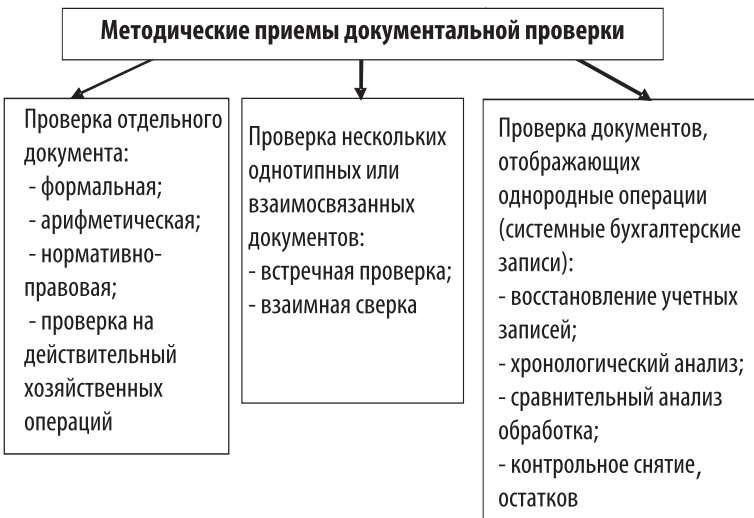 Методические приемы документальной проверки
Проверка отдельного
документа:
- формальная;
- арифметическая;
- нормативно-
правовая;
- проверка на
действительный
хозяйственных
операций
Проверка нескольких
однотипных или
взаимосвязанных
документов:
- встречная проверка;
- взаимная сверка
Проверка документов,
отображающих
однородные операции
(системные бухгалтерские
записи):
- восстановление учетных
записей;
- хронологический анализ;
- сравнительный анализ
обработка;
- контрольное снятие,
остатков